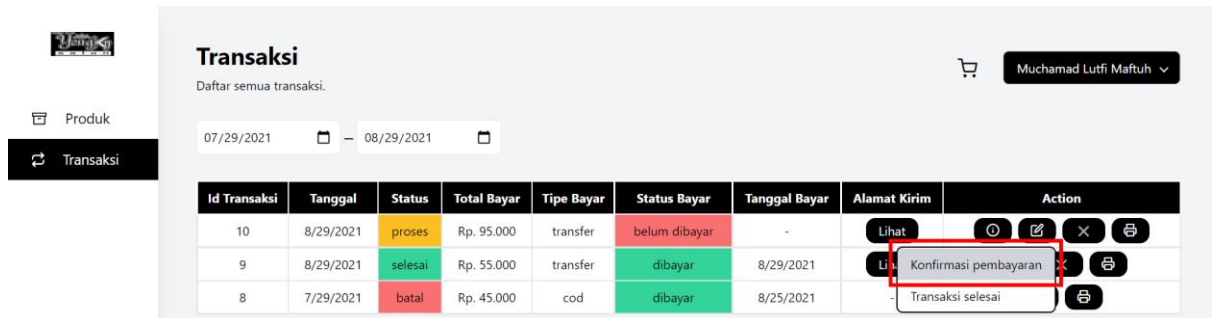 Yongky
batan
Transaksi
Daftar semua transaksi.
Muchamad Lutfi Maftuh
Produk
Transaksi
07/29/2021 — 08/29/2021
Id Transaksi Tanggal Status Total Bayar Tipe Bayar Status Bayar Tanggal Bayar Alamat Kirim Action
10 8/29/2021 proses Rp. 95.000 transfer belum dibayar - Lihat
9 8/29/2021 selesai Rp. 55.000 transfer dibayar 8/29/2021
Konfirmasi pembayaran
8 7/29/2021 batal Rp. 45.000 cod dibayar 8/25/2021 -
Transaksi selesai